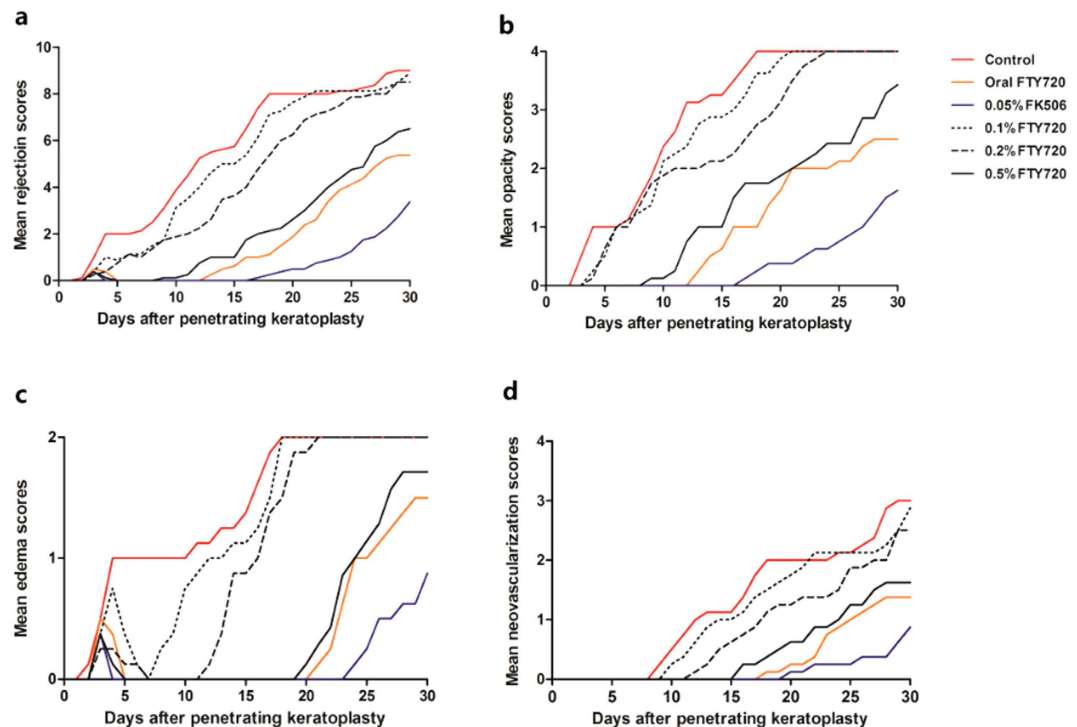 a
10
8
6
4
2
0
Mean rejectioin scores
0 5 10 15 20 25 30
Days after penetrating keratoplasty
b
4
3
2
1
0
Mean opacity scores
0 5 10 15 20 25 30
Days after penetrating keratoplasty
Control
Oral FTY720
0.05%FK506
0.1%FTY720
0.2%FTY720
0.5%FTY720
c
2
1
0
Mean edema scores
0 5 10 15 20 25 30
Days after penetrating keratoplasty
d
4
3
2
1
0
Mean neovascularization scores
0 5 10 15 20 25 30
Days after penetrating keratoplasty